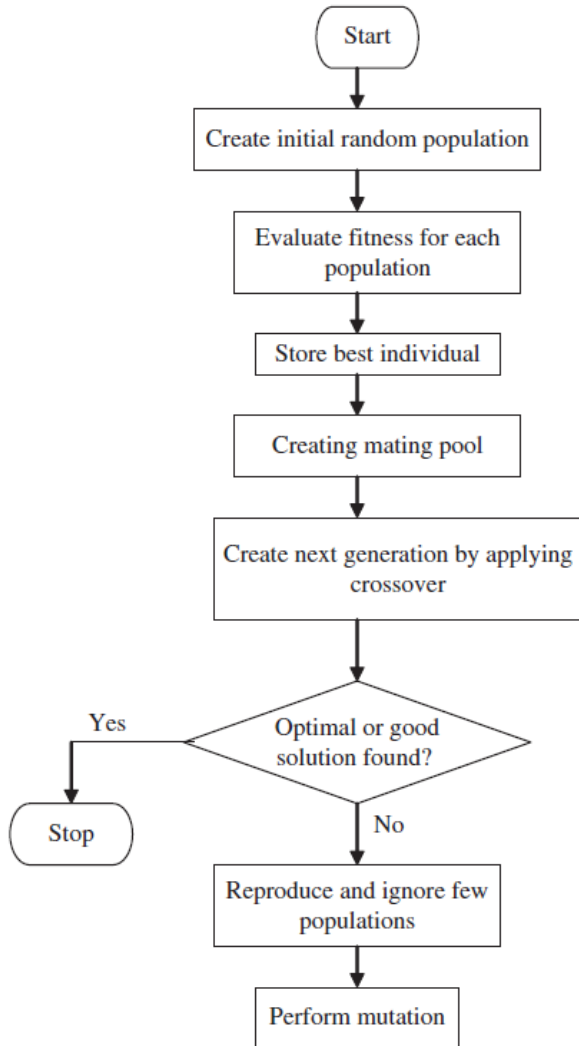 Start
Create initial random population
Evaluate fitness for each
population
Store best individual
Creating mating pool
Create next generation by applying
crossover
Yes
Optimal or good
solution found?
Stop
No
Reproduce and ignore few
populations
Perform mutation